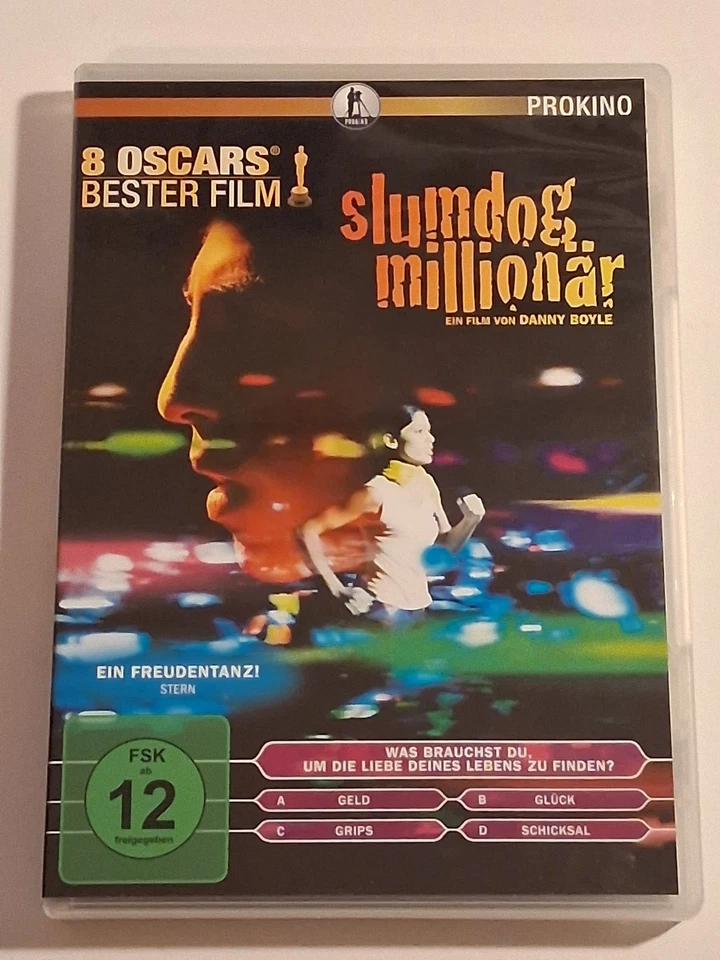 PROKINO
PROKINO
8 OSCARS®
BESTER FILM
slumdog
millionär
EIN FILM VON DANNY BOYLE
EIN FREUDENTANZ!
STERN
FSK
ab
12
freigegeben
WAS BRAUCHST DU,
UM DIE LIEBE DEINES LEBENS ZU FINDEN?
A GELD
B GLÜCK
C GRIPS
D SCHICKSAL